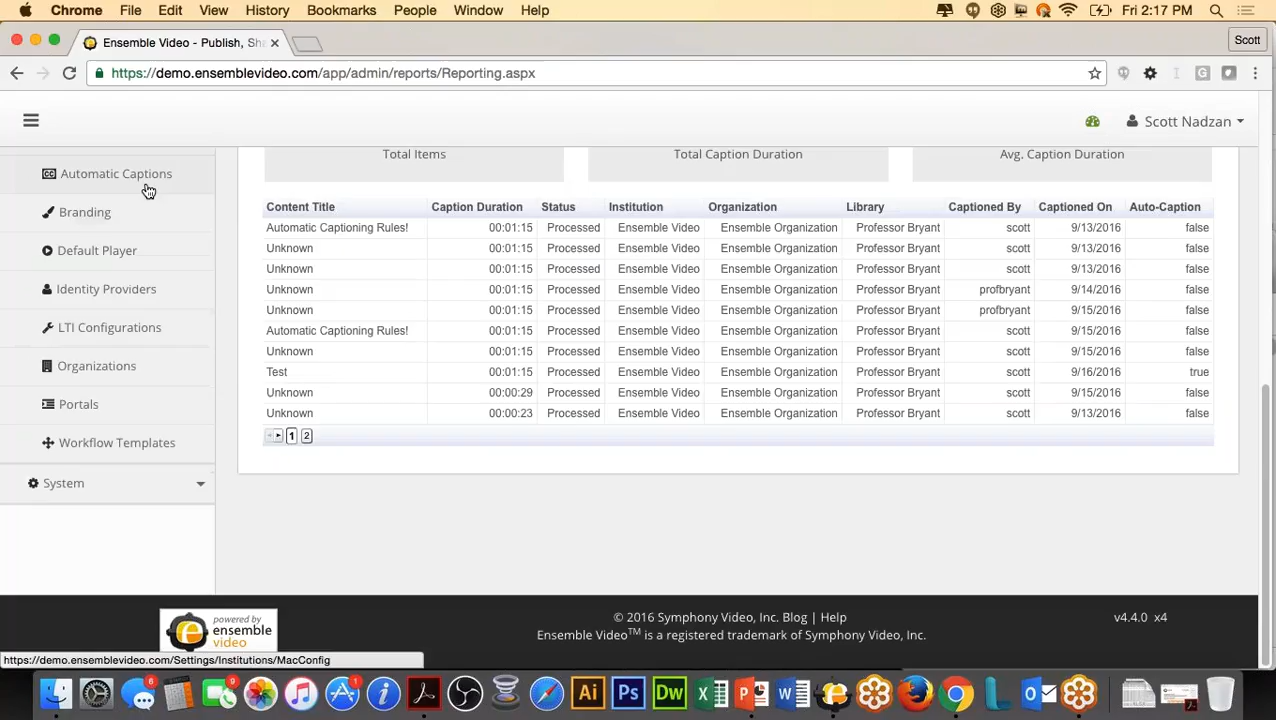 Chrome File Edit View History Bookmarks People Window Help Fri 2:17 PM
Ensemble Video - Publish, Sha Scott
https://demo.ensemblevideo.com/app/admin/reports/Reporting.aspx
Scott Nadzan
Total Items Total Caption Duration Avg. Caption Duration
Automatic Captions
Branding
Default Player
Identity Providers
LTI Configurations
Organizations
Portals
Workflow Templates
System
Content Title Caption Duration Status Institution Organization Library Captioned By Captioned On Auto-Caption
Automatic Captioning Rules! 00:01:15 Processed Ensemble Video Ensemble Organization Professor Bryant scott 9/13/2016 false
Unknown 00:01:15 Processed Ensemble Video Ensemble Organization Professor Bryant scott 9/13/2016 false
Unknown 00:01:15 Processed Ensemble Video Ensemble Organization Professor Bryant scott 9/13/2016 false
Unknown 00:01:15 Processed Ensemble Video Ensemble Organization Professor Bryant profbryant 9/14/2016 false
Unknown 00:01:15 Processed Ensemble Video Ensemble Organization Professor Bryant profbryant 9/15/2016 false
Automatic Captioning Rules! 00:01:15 Processed Ensemble Video Ensemble Organization Professor Bryant scott 9/15/2016 false
Unknown 00:01:15 Processed Ensemble Video Ensemble Organization Professor Bryant scott 9/15/2016 false
Test 00:01:15 Processed Ensemble Video Ensemble Organization Professor Bryant scott 9/16/2016 true
Unknown 00:00:29 Processed Ensemble Video Ensemble Organization Professor Bryant scott 9/15/2016 false
Unknown 00:00:23 Processed Ensemble Video Ensemble Organization Professor Bryant scott 9/13/2016 false
1 2
powered by
ensemble
video
© 2016 Symphony Video, Inc. Blog | Help
Ensemble Video™ is a registered trademark of Symphony Video, Inc.
v4.4.0 x4
https://demo.ensemblevideo.com/Settings/Institutions/MacConfig
6 9 1
Ai Ps Dw